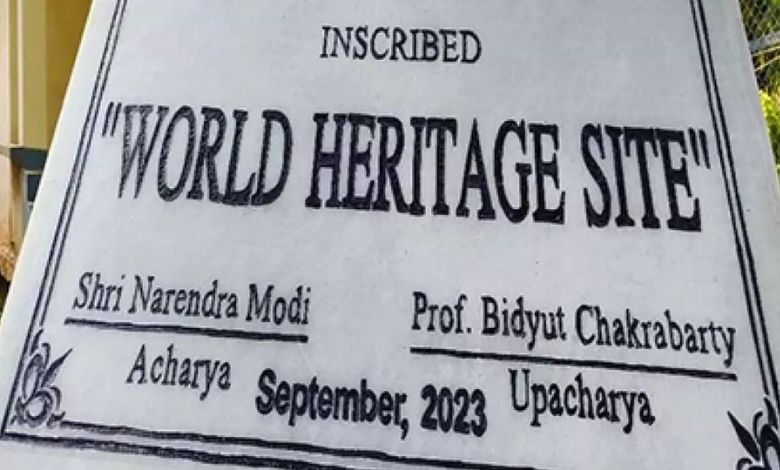 INSCRIBED
"WORLD HERITAGE SITE"
Shri Narendra Modi Prof. Bidyut Chakrabarty
Acharya September, 2023 Upacharya